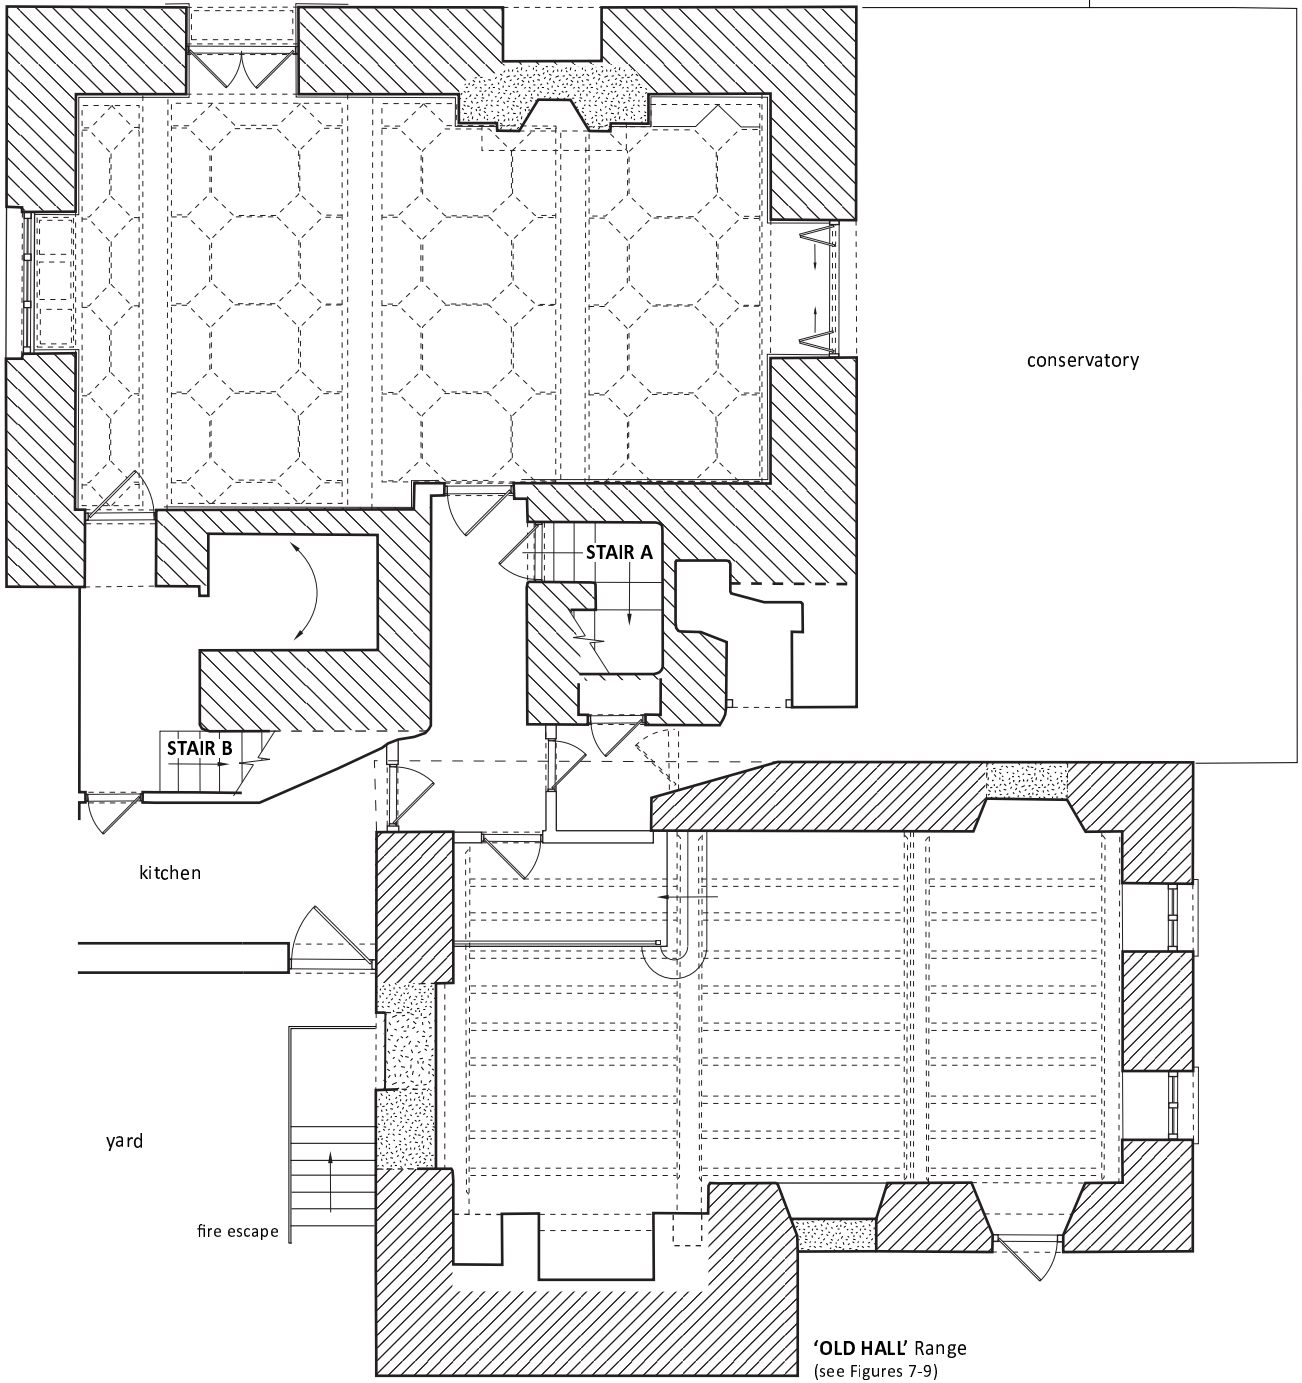 conservatory
STAIR A
STAIR B
kitchen
yard
fire escape
‘OLD HALL’ Range
(see Figures 7-9)